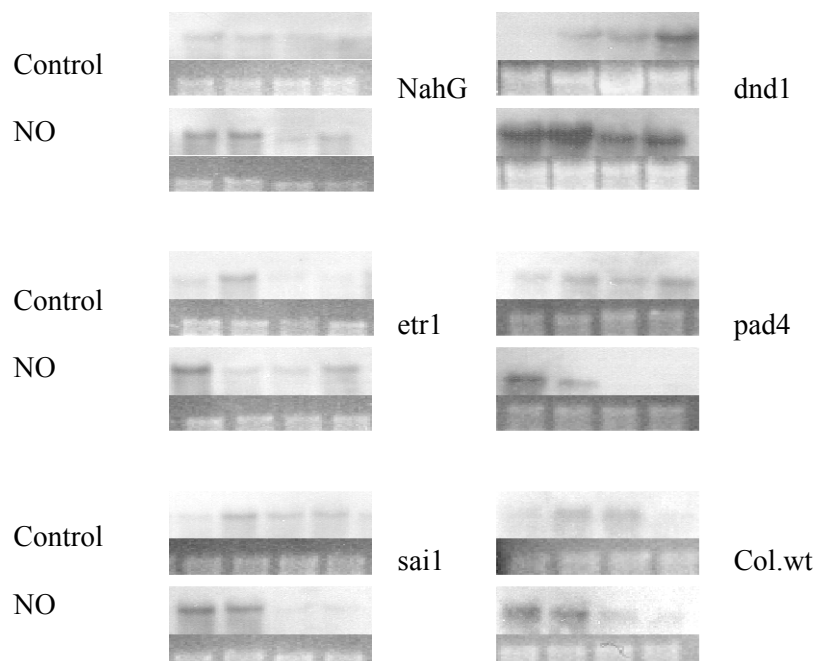 Control
NahG
dnd1
NO
Control
etr1
pad4
NO
Control
sai1
Col.wt
NO